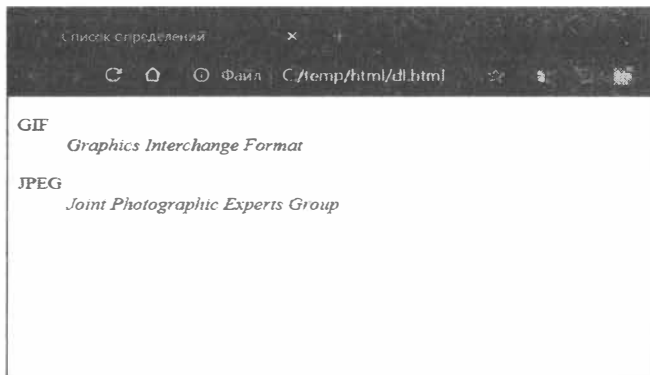 Список определений
Файл C:/temp/html/dl.html
GIF
Graphics Interchange Format
JPEG
Joint Photographic Experts Group